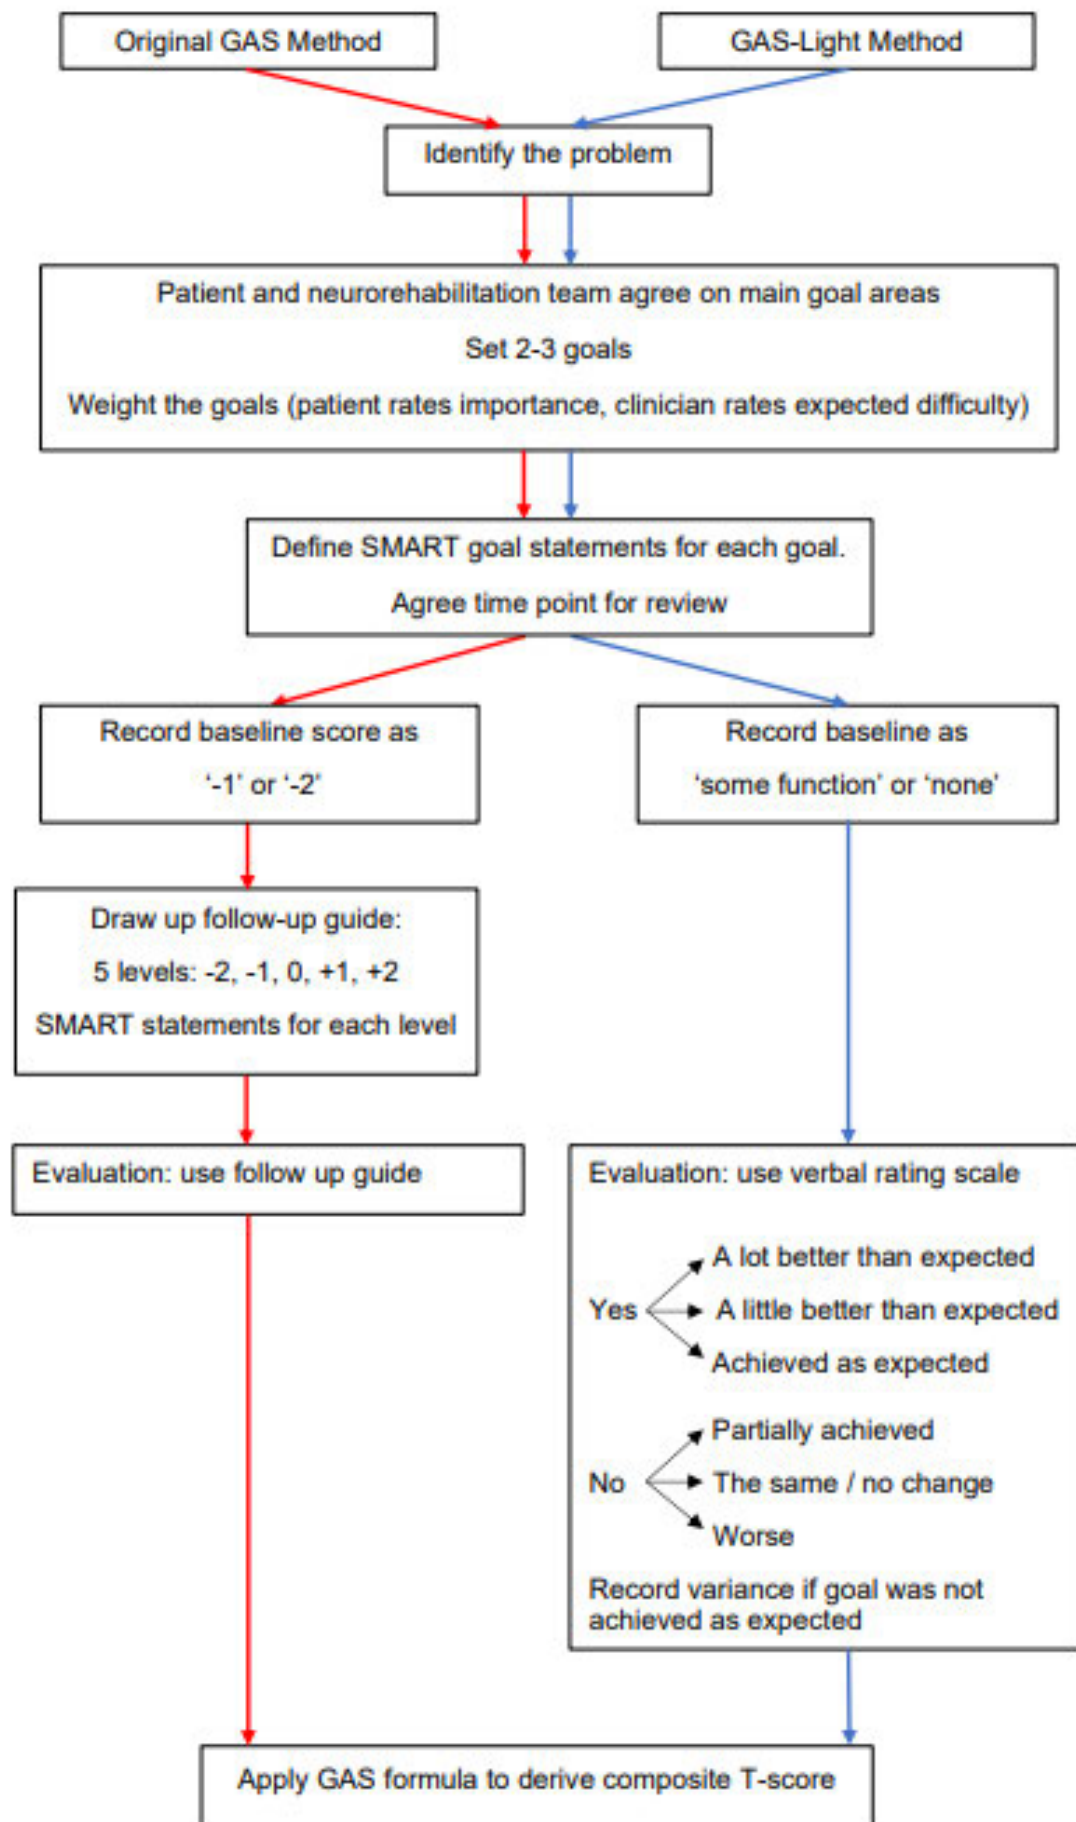 Original GAS Method
GAS-Light Method
Identify the problem
Patient and neurorehabilitation team agree on main goal areas
Set 2-3 goals
Weight the goals (patient rates importance, clinician rates expected difficulty)
Define SMART goal statements for each goal.
Agree time point for review
Record baseline score as
‘-1’ or ‘-2’
Record baseline as
‘some function’ or ‘none’
Draw up follow-up guide:
5 levels: -2, -1, 0, +1, +2
SMART statements for each level
Evaluation: use follow up guide
Evaluation: use verbal rating scale
A lot better than expected
Yes
A little better than expected
Achieved as expected
Partially achieved
No
The same / no change
Worse
Record variance if goal was not
achieved as expected
Apply GAS formula to derive composite T-score